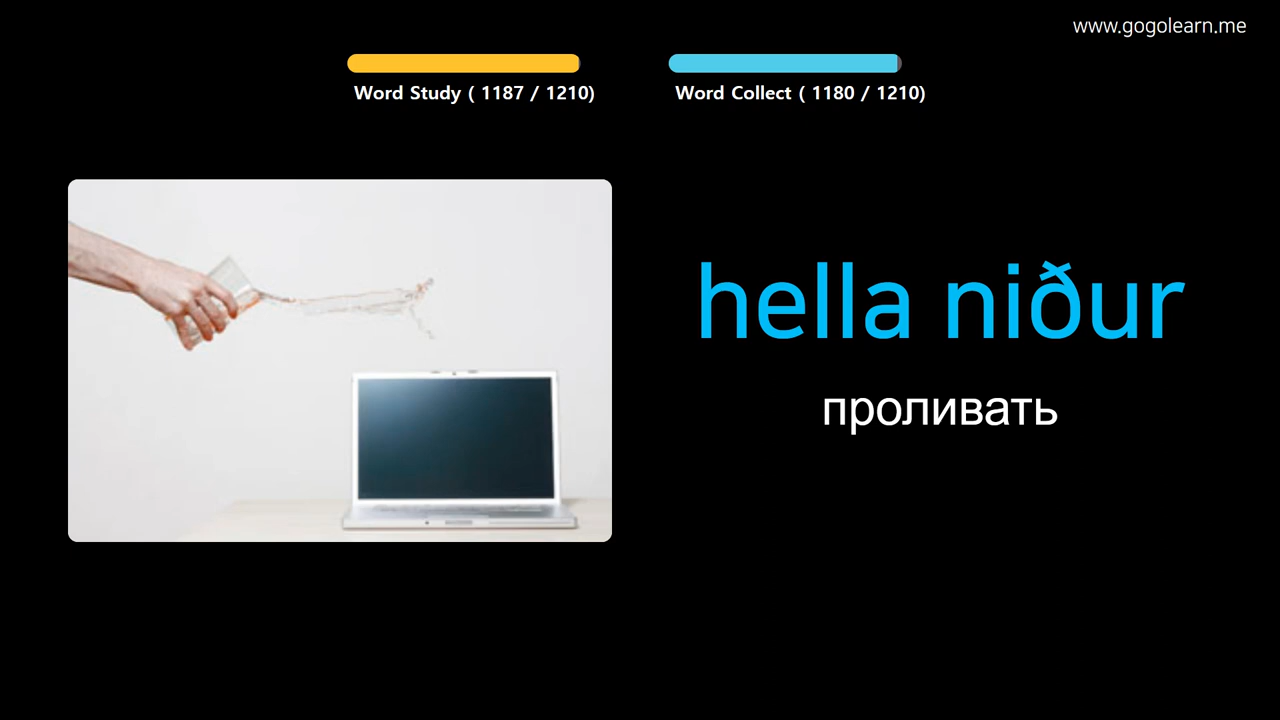 www.gogolearn.me
Word Study ( 1187 / 1210)
Word Collect ( 1180 / 1210)
hella niður
проливать